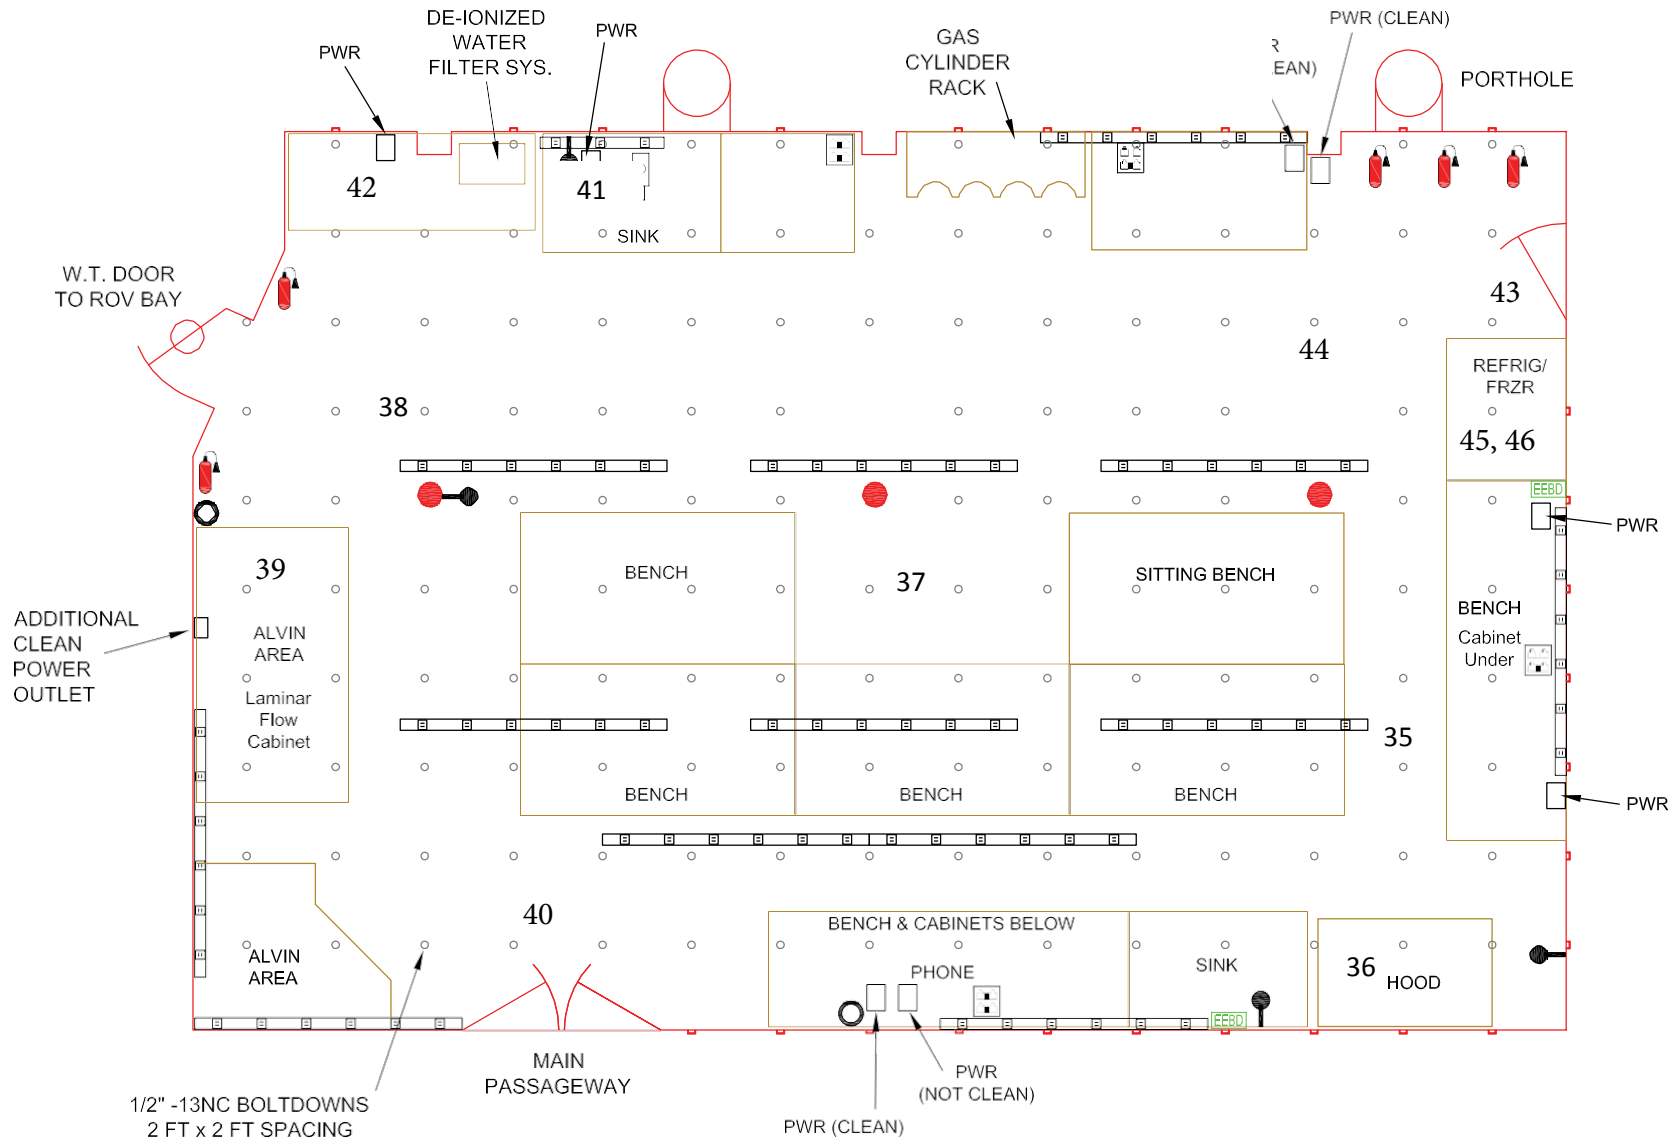 DE-IONIZED
WATER
FILTER SYS.
PWR
PWR
GAS
CYLINDER
RACK
R
EAN)
PWR (CLEAN)
PORTHOLE
42
41
SINK
W.T. DOOR
TO ROV BAY
43
44
REFRIG/
FRZR
38
45, 46
EEBD
PWR
39
BENCH
37
SITTING BENCH
ADDITIONAL
CLEAN
POWER
OUTLET
ALVIN
AREA
Laminar
Flow
Cabinet
BENCH
Cabinet
Under
35
BENCH
BENCH
BENCH
PWR
40
BENCH & CABINETS BELOW
PHONE
SINK
36
HOOD
ALVIN
AREA
EEBD
MAIN
PASSAGEWAY
PWR
(NOT CLEAN)
PWR (CLEAN)
1/2" -13NC BOLTDOWNS
2 FT x 2 FT SPACING